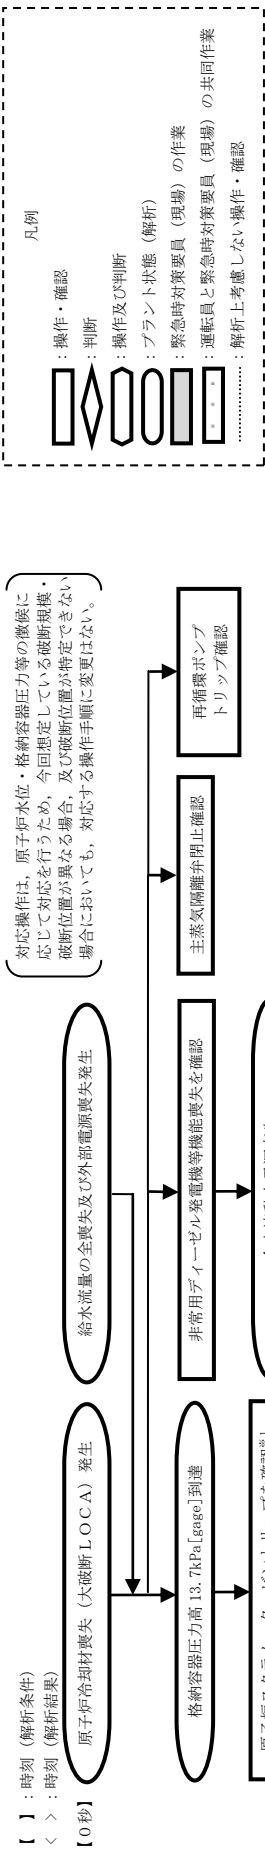 【　】：時刻（解析条件）
＜　＞：時刻（解析結果）
【０秒】
原子炉冷却材喪失（大破断ＬＯＣＡ）発生
給水流量の全喪失及び外部電源喪失発生
対応操作は，原子炉水位・格納容器圧力等の徴候に
応じて対応を行うため，今回想定している破断規模・
破断位置が異なる場合，及び破断位置が特定できない
場合においても，対応する操作手順に変更はない。
格納容器圧力高 13.7kPa[gage]到達
非常用ディーゼル発電機等機能喪失を確認
主蒸気隔離弁閉止確認
再循環ポンプ
トリップ確認
凡例
：操作・確認
：判断
：操作及び判断
：プラント状態（解析）
：緊急時対策要員（現場）の作業
：運転員と緊急時対策要員（現場）の共同作業
：解析上考慮しない操作・確認